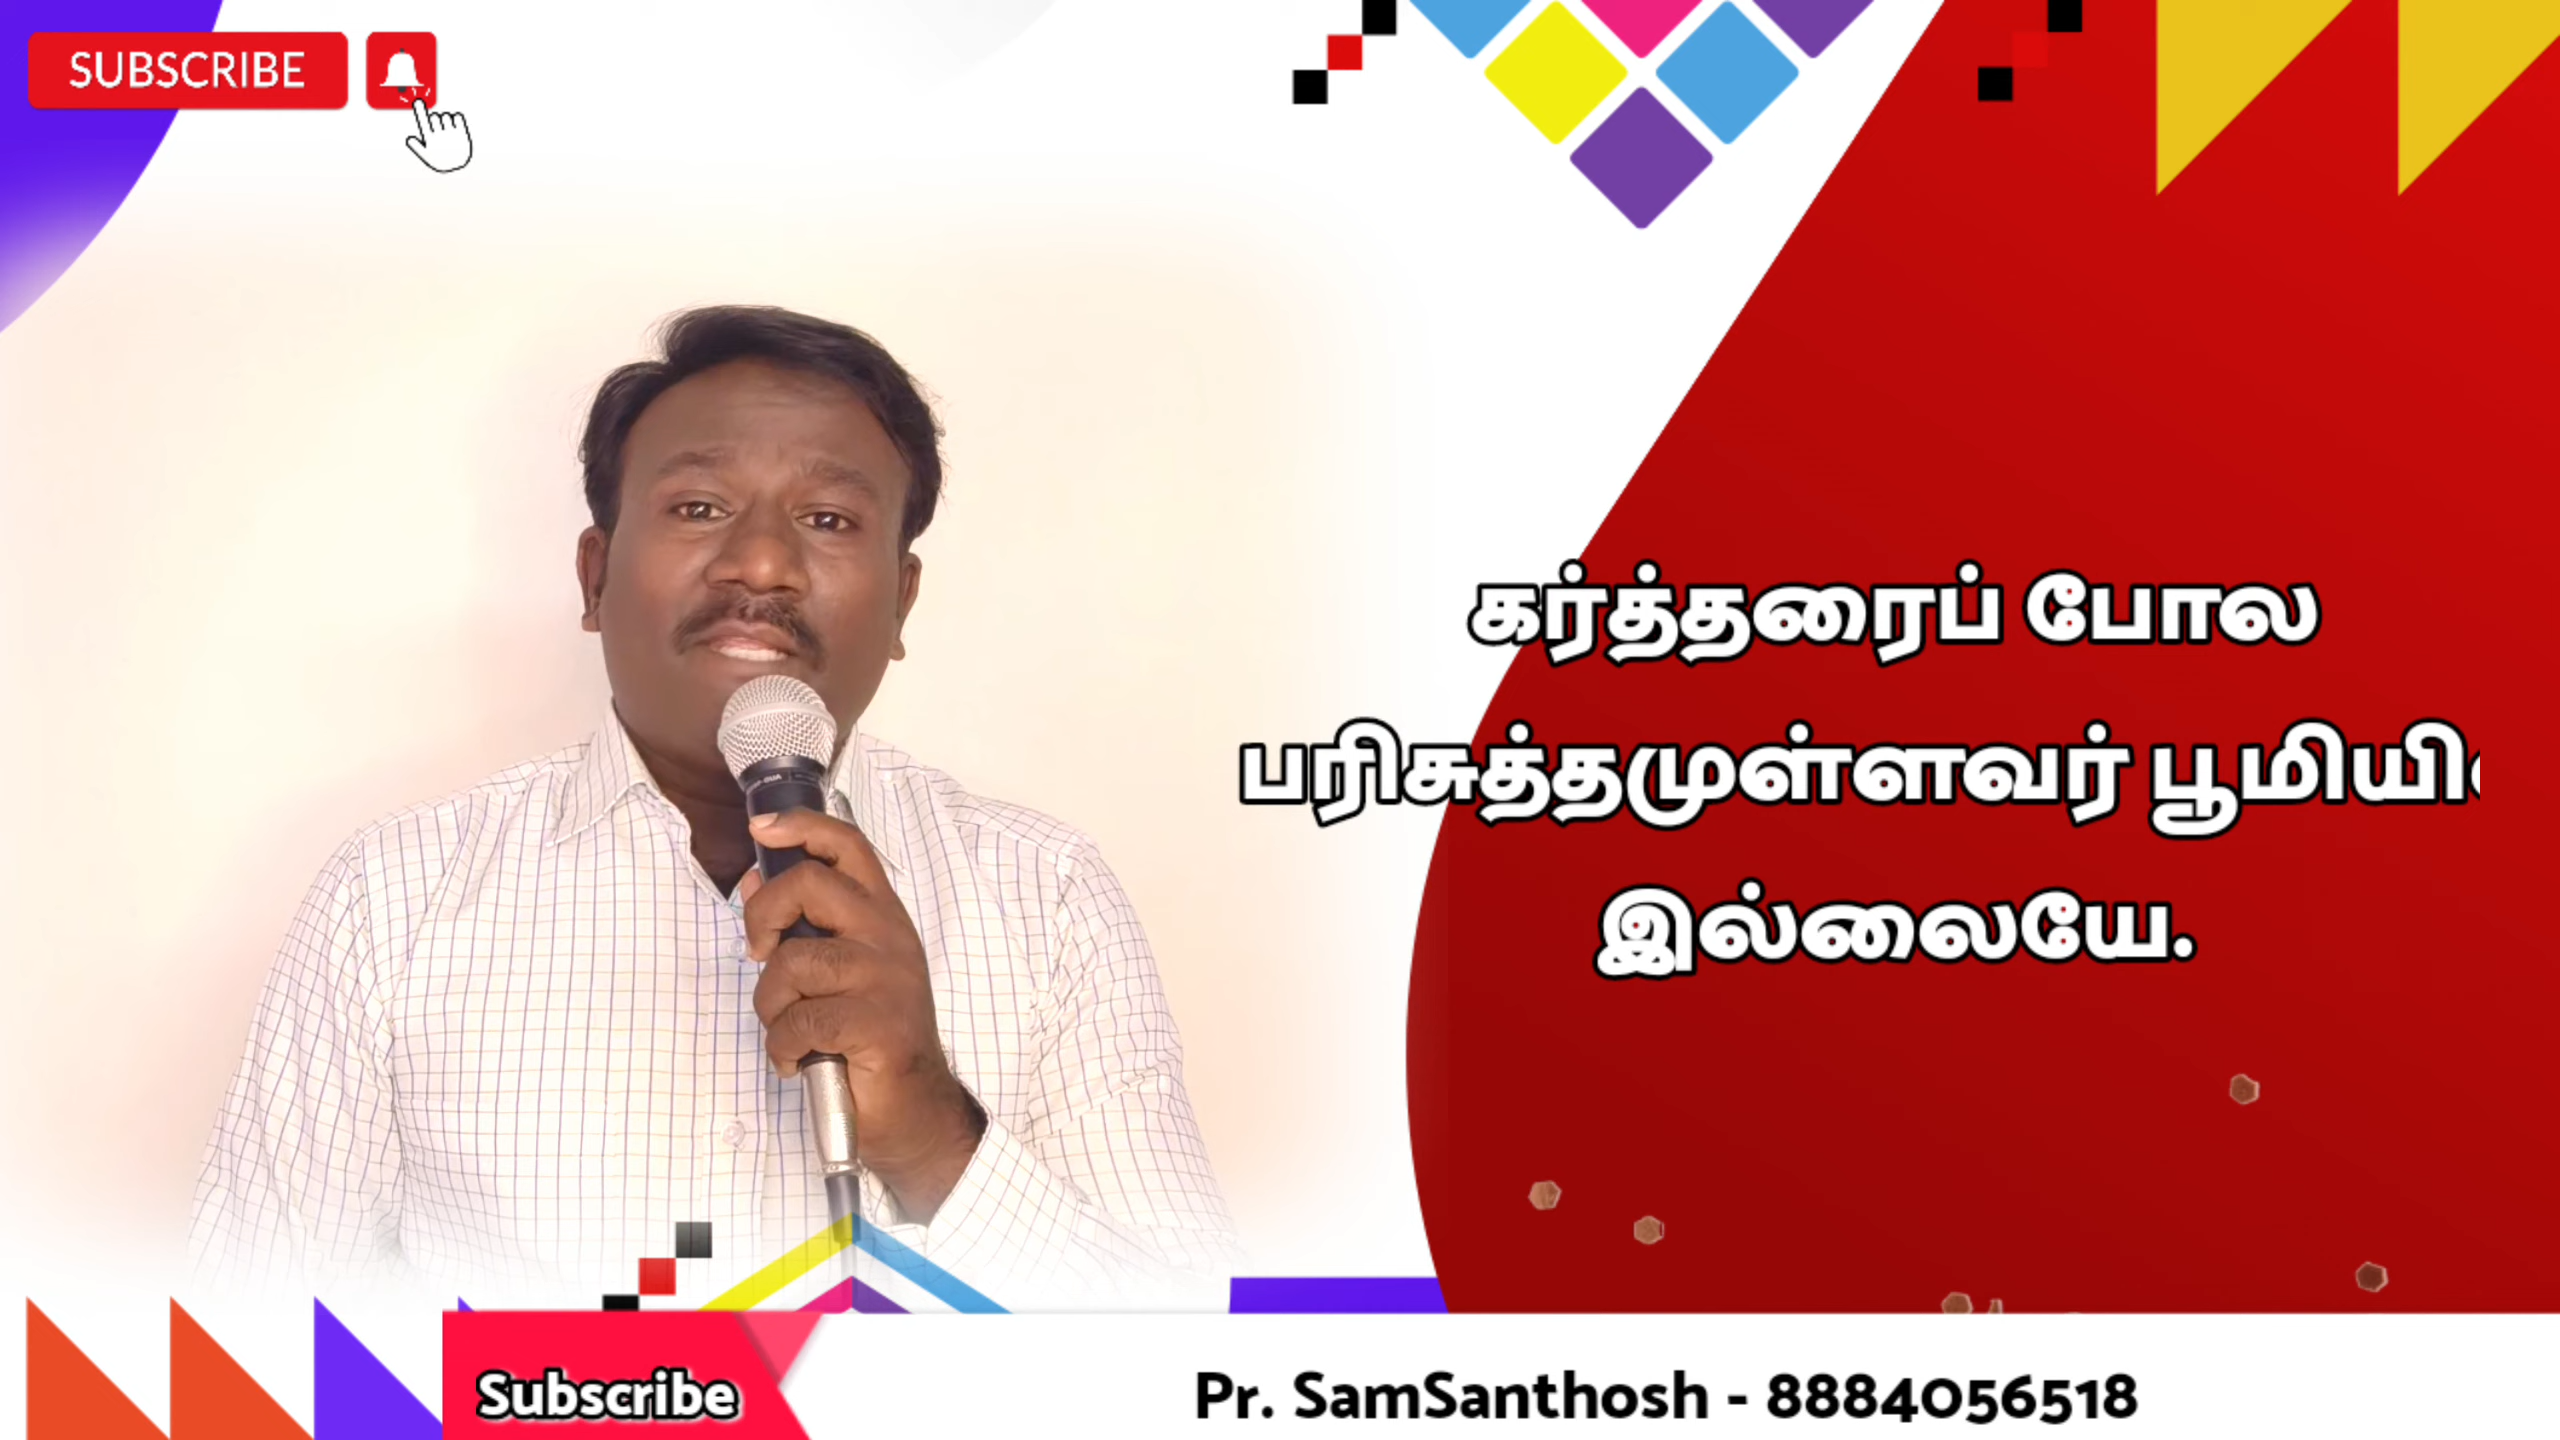 SUBSCRIBE
கர்த்தரைப் போல
பரிசுத்தமுள்ளவர்
இல்லையே.
Subscribe
Pr. SamSanthosh - 8884056518